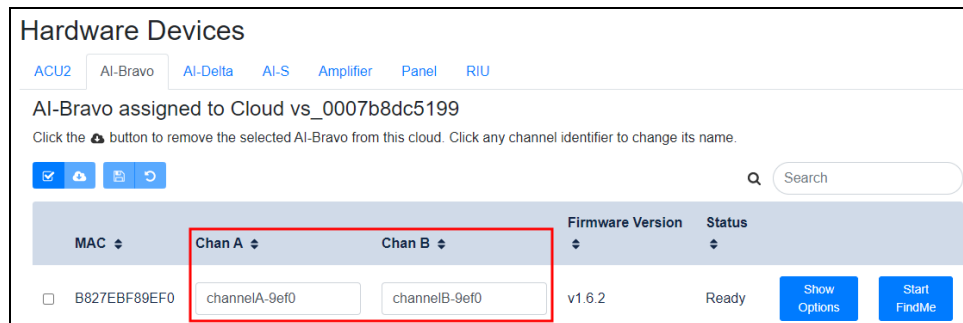 Hardware Devices
ACU2 AI-Bravo AI-Delta AI-S Amplifier Panel RIU
AI-Bravo assigned to Cloud vs_0007b8dc5199
Click the button to remove the selected AI-Bravo from this cloud. Click any channel identifier to change its name.
Search
MAC Chan A Chan B Firmware Version Status
B827EBF89EF0 channelA-9ef0 channelB-9ef0 v1.6.2 Ready Show Options Start FindMe